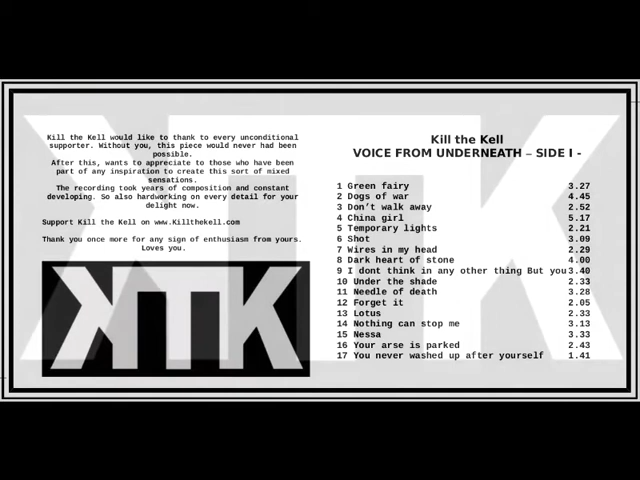 Kill the Kell would like to thank to every unconditional
supporter. Without you, this piece would never had been
possible.
After this, wants to appreciate to those who have been
part of any inspiration to create this sort of mixed
sensations.
The recording took years of composition and constant
developing. So also hardworking on every detail for your
delight now.
Support Kill the Kell on www.Killthekell.com
Thank you once more for any sign of enthusiasm from yours.
Loves you.
KTK
Kill the Kell
VOICE FROM UNDERNEATH – SIDE I -
1 Green fairy 3.27
2 Dogs of war 4.45
3 Don't walk away 2.52
4 China girl 5.17
5 Temporary lights 2.21
6 Shot 3.09
7 Wires in my head 2.29
8 Dark heart of stone 4.00
9 I dont think in any other thing But you 3.40
10 Under the shade 2.33
11 Needle of death 3.28
12 Forget it 2.05
13 Lotus 2.33
14 Nothing can stop me 3.13
15 Nessa 3.33
16 Your arse is parked 2.43
17 You never washed up after yourself 1.41
KTK